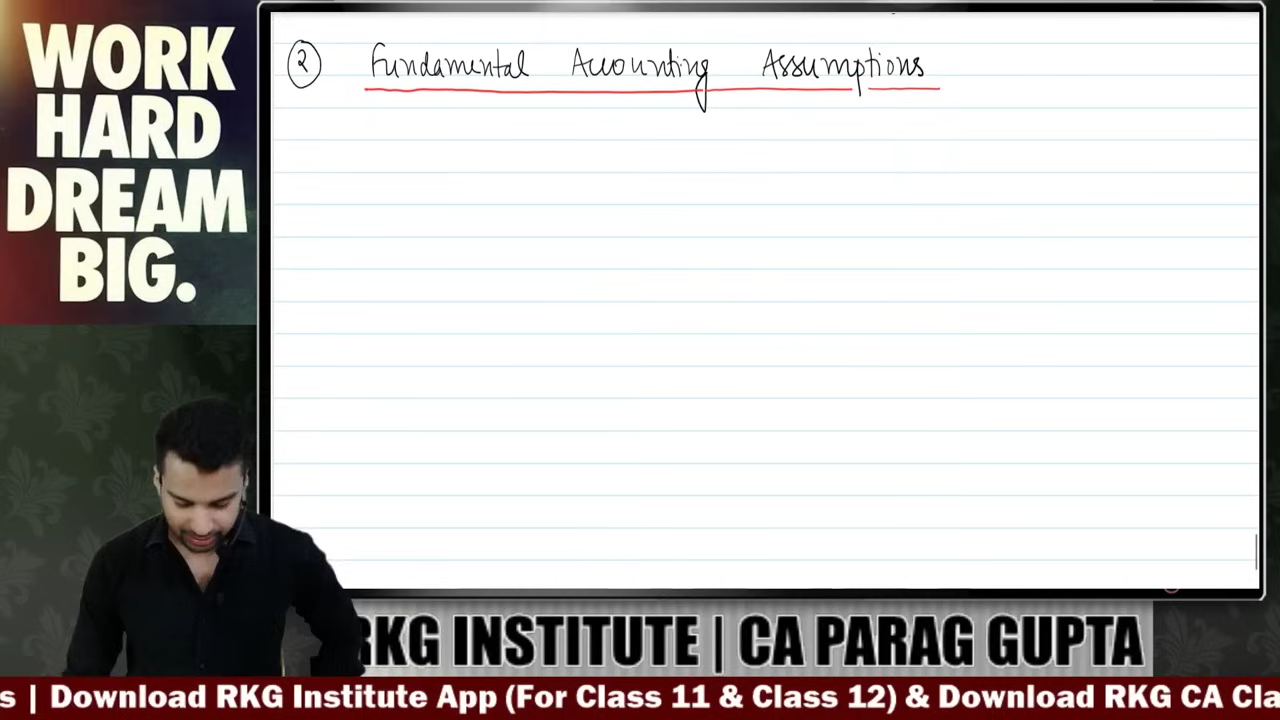 WORK
HARD
DREAM
BIG.
2 Fundamental Accounting Assumptions
RKG INSTITUTE | CA PARAG GUPTA
s | Download RKG Institute App (For Class 11 & Class 12) & Download RKG CA Cla